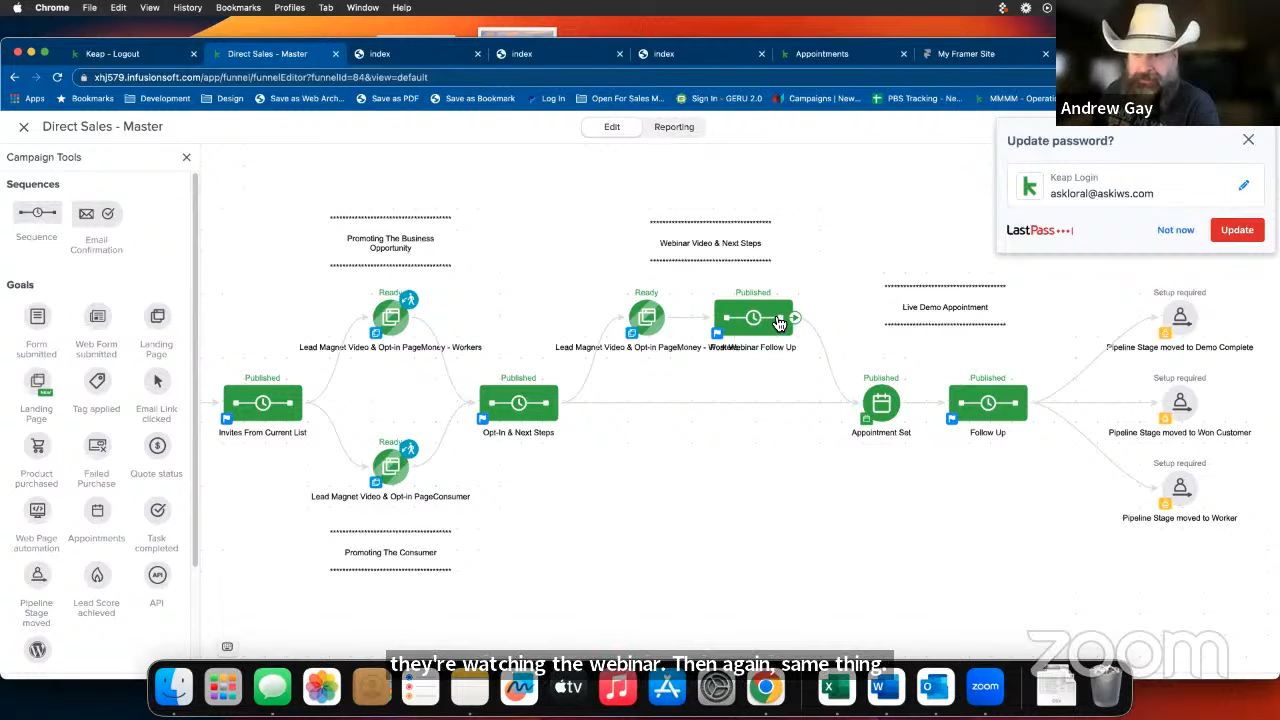 Chrome File Edit View History Bookmarks Profiles Tab Window Help
Keap - Logout Direct Sales - Master index index index Appointments My Framer Site
xhj579.infusionsoft.com/app/funnel/funnelEditor?funnelId=84&view=default
Apps Bookmarks Development Design Save as Web Arch... Save as PDF Save as Bookmark Log In Open For Sales M... Sign In - GERU 2.0 Campaigns | New... PBS Tracking - Ne... MMMM - Operati
Andrew Gay
Direct Sales - Master
Edit Reporting
Update password?
Keap Login
askloral@askiws.com
LastPass
Not now Update
Campaign Tools
Sequences
Sequence
Email
Confirmation
Goals
Form
submitted
Web Form
submitted
Landing
Page
Landing
Page
Tag applied
Email Link
clicked
Product
purchased
Failed
Purchase
Quote status
Web Page
automation
Appointments
Task
completed
Pipeline
Stage
moved
Lead Score
achieved
API
API
****************************************
Promoting The Business
Opportunity
****************************************
Ready
Lead Magnet Video & Opt-in PageMoney - Workers
Published
Invites From Current List
Ready
Lead Magnet Video & Opt-in PageConsumer
****************************************
Promoting The Consumer
****************************************
Published
Opt-In & Next Steps
****************************************
Webinar Video & Next Steps
****************************************
Ready
Lead Magnet Video & Opt-in PageMoney -
Published
Webinar Follow Up
****************************************
Live Demo Appointment
****************************************
Published
Appointment Set
Published
Follow Up
Setup required
Pipeline Stage moved to Demo Complete
Setup required
Pipeline Stage moved to Won Customer
Setup required
Pipeline Stage moved to Worker
they're watching the webinar. Then again, same thing.
zoom
tv
zoom